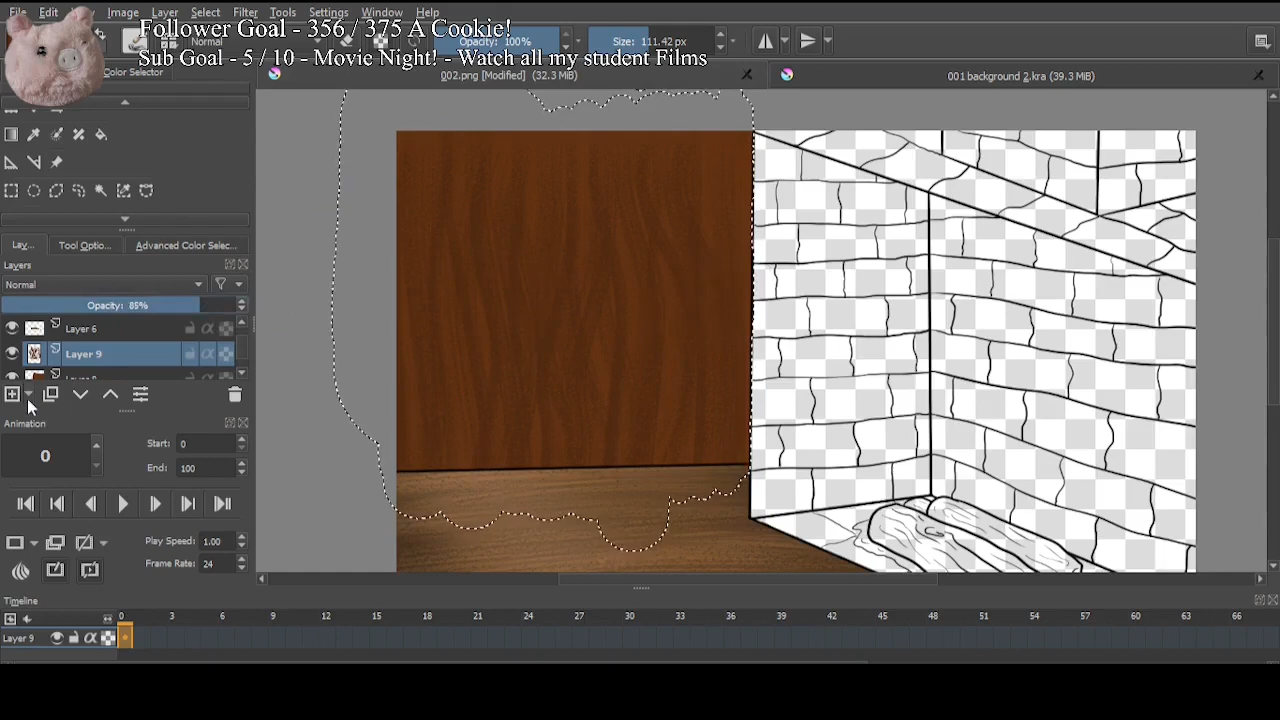 File Edit View Image Layer Select Filter Tools Settings Window Help
Follower Goal - 356 / 375 A Cookie!
Normal Opacity: 100% Size: 111.42 px
Sub Goal - 5 / 10 - Movie Night! - Watch all my student Films
Color Selector
002.png [Modified] (32.3 MiB)
001 background 2.kra (39.3 MiB)
Lay... Tool Optio... Advanced Color Selec...
Layers
Normal
Opacity: 85%
Layer 6
Layer 9
Animation
Start: 0
0
End: 100
Play Speed: 1.00
Frame Rate: 24
Timeline
0 3 6 9 12 15 18 21 24 27 30 33 36 39 42 45 48 51 54 57 60 63 66
Layer 9